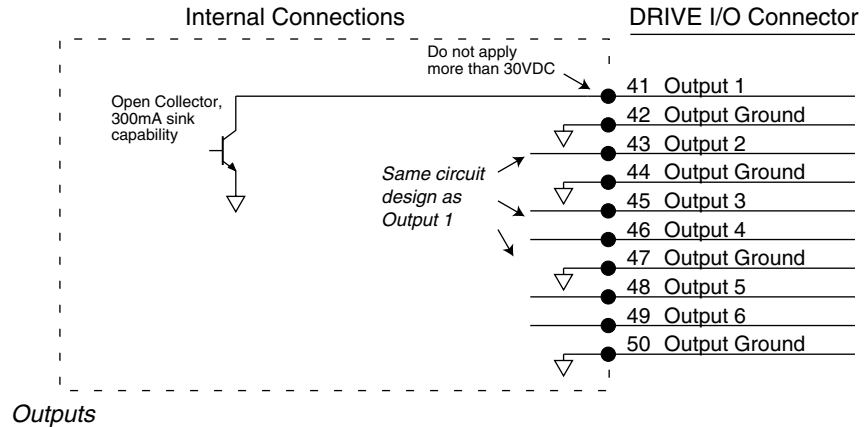 Internal Connections
DRIVE I/O Connector
Do not apply
more than 30VDC
Open Collector,
300mA sink
capability
41 Output 1
42 Output Ground
43 Output 2
44 Output Ground
45 Output 3
46 Output 4
47 Output Ground
48 Output 5
49 Output 6
50 Output Ground
Same circuit
design as
Output 1
Outputs